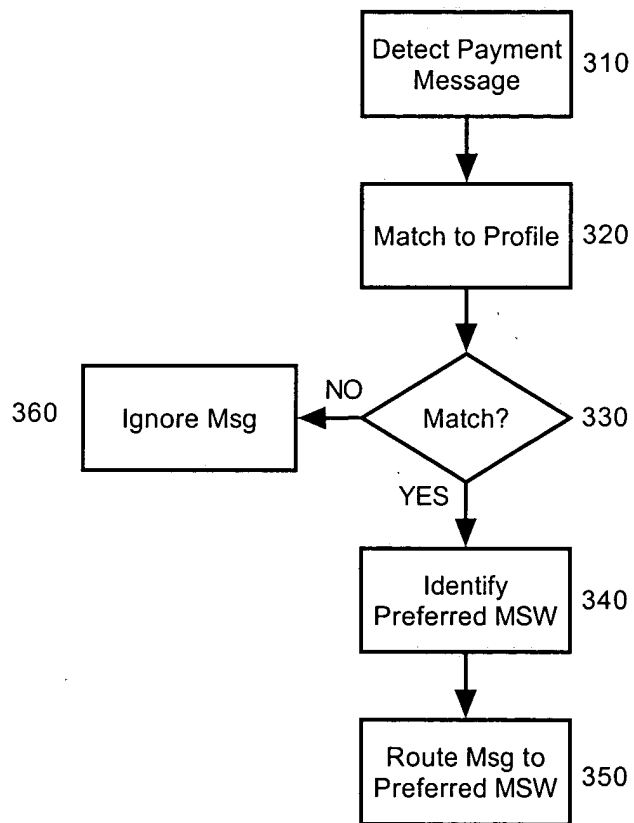 Detect Payment
Message
310
Match to Profile
320
360
Ignore Msg
NO
Match?
330
YES
Identify
Preferred MSW
340
Route Msg to
Preferred MSW
350